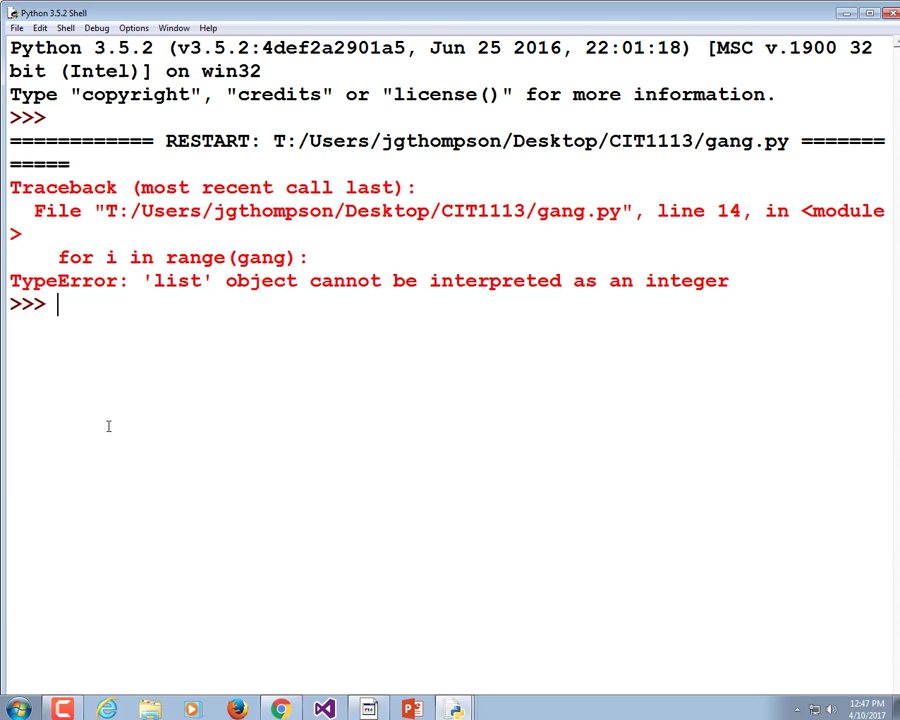 Python 3.5.2 Shell
File Edit Shell Debug Options Window Help
Python 3.5.2 (v3.5.2:4def2a2901a5, Jun 25 2016, 22:01:18) [MSC v.1900 32
bit (Intel)] on win32
Type "copyright", "credits" or "license()" for more information.
>>>
============ RESTART: T:/Users/jgthompson/Desktop/CIT1113/gang.py =======
=====
Traceback (most recent call last):
  File "T:/Users/jgthompson/Desktop/CIT1113/gang.py", line 14, in <module
>
    for i in range(gang):
TypeError: 'list' object cannot be interpreted as an integer
>>>
12:47 PM
4/10/2017